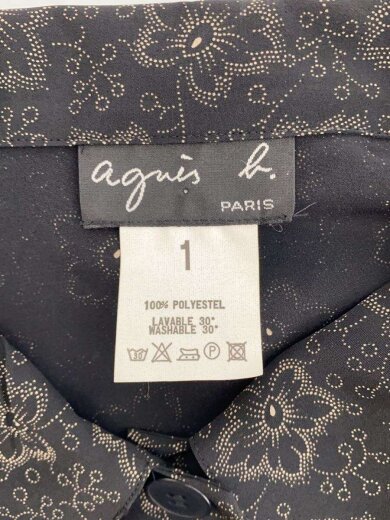 agnès b.
PARIS
1
100% POLYESTEL
LAVABLE 30°
WASHABLE 30°
P